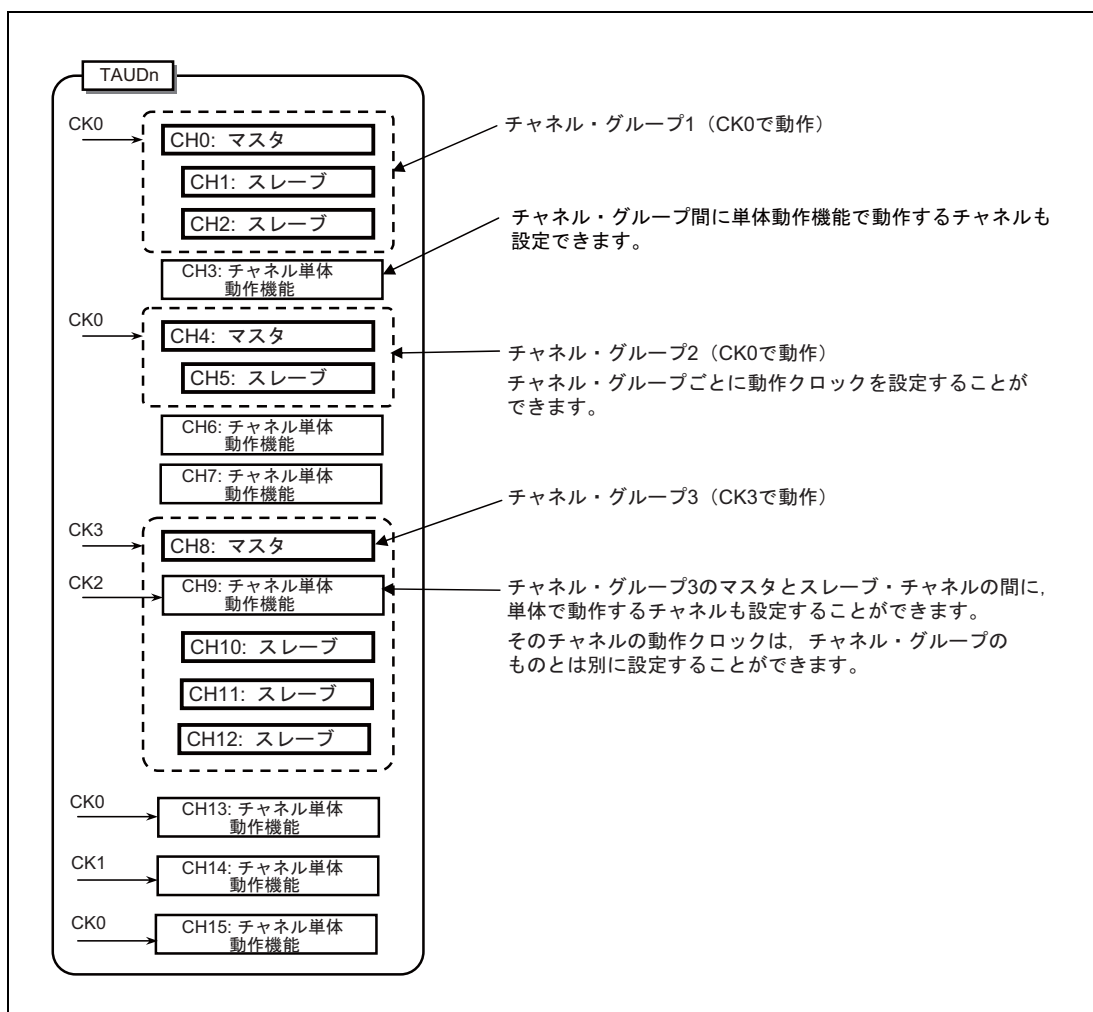 TAUDn
CK0
CH0: マスタ
CH1: スレーブ
CH2: スレーブ
チャネル・グループ1（CK0で動作）
CH3: チャネル単体
動作機能
チャネル・グループ間に単体動作機能で動作するチャネルも
設定できます。
CK0
CH4: マスタ
CH5: スレーブ
チャネル・グループ2（CK0で動作）
チャネル・グループごとに動作クロックを設定することが
できます。
CH6: チャネル単体
動作機能
CH7: チャネル単体
動作機能
CK3
CH8: マスタ
チャネル・グループ3（CK3で動作）
CK2
CH9: チャネル単体
動作機能
チャネル・グループ3のマスタとスレーブ・チャネルの間に，
単体で動作するチャネルも設定することができます。
そのチャネルの動作クロックは，チャネル・グループの
ものとは別に設定することができます。
CH10: スレーブ
CH11: スレーブ
CH12: スレーブ
CK0
CH13: チャネル単体
動作機能
CK1
CH14: チャネル単体
動作機能
CK0
CH15: チャネル単体
動作機能